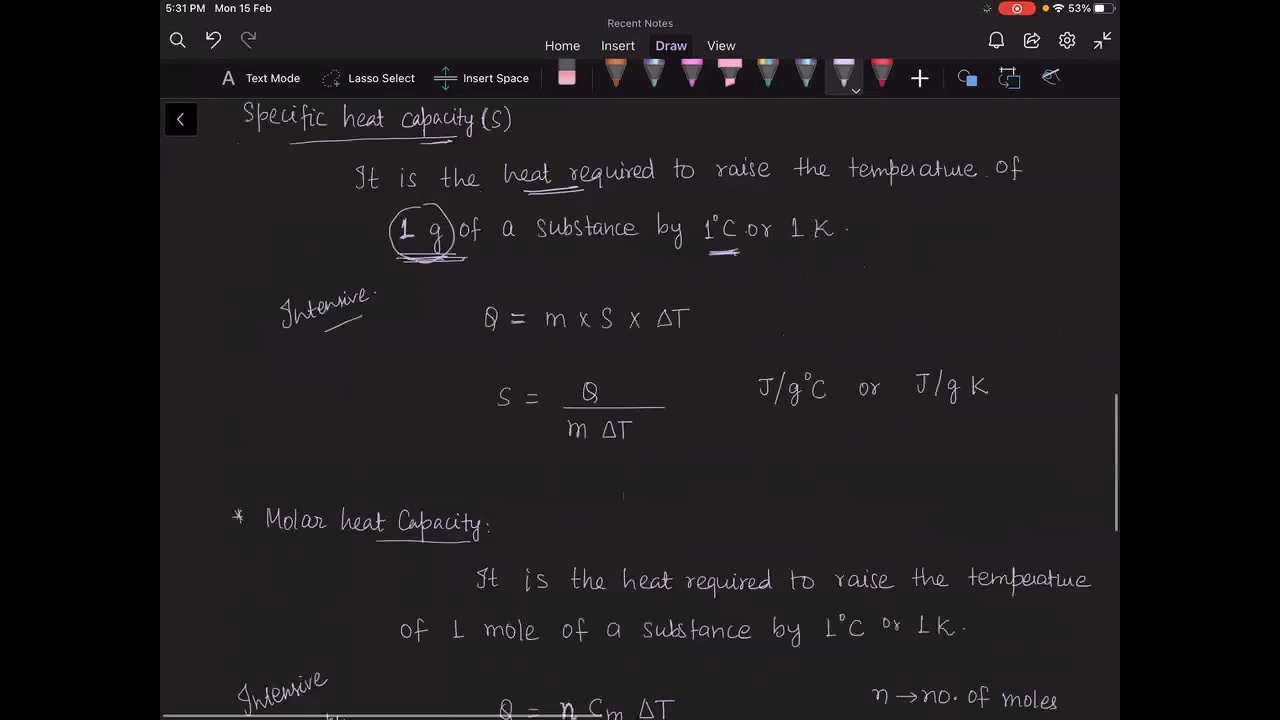 5:31 PM Mon 15 Feb
53%
Recent Notes
Home Insert Draw View
Text Mode Lasso Select Insert Space
Specific heat capacity (S)
It is the heat required to raise the temperature of
1 g of a substance by 1°C or 1 K.
Intensive.
Q = m x S x ΔT
S = Q / m ΔT
J/g°C or J/g K
* Molar heat Capacity:
It is the heat required to raise the temperature
of 1 mole of a substance by 1°C or 1K.
Intensive
n → no. of moles
Q = n Cm ΔT